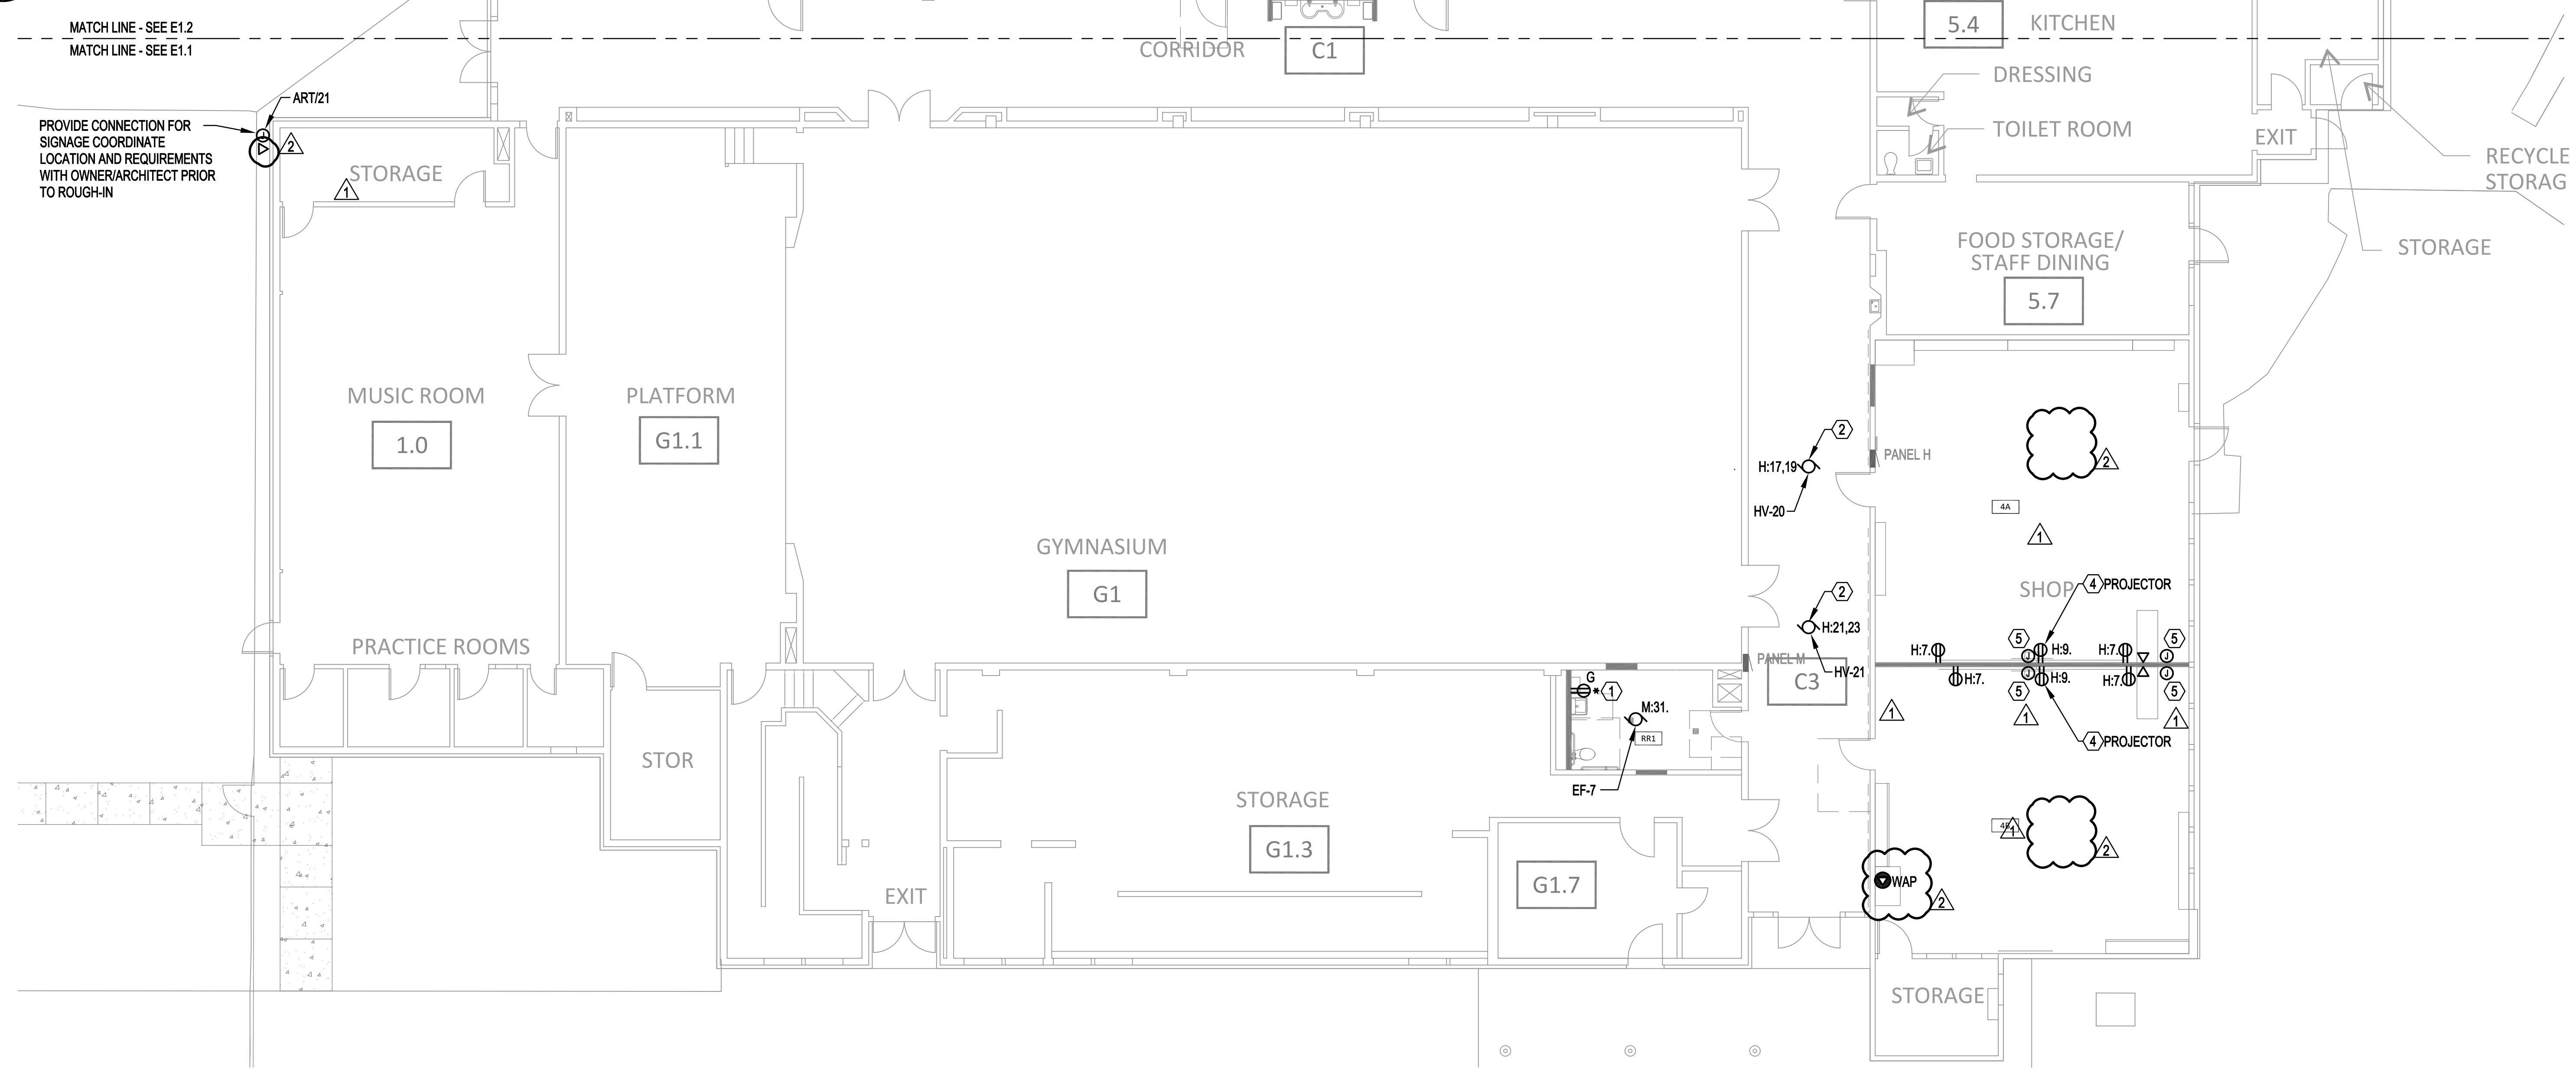 MATCH LINE - SEE E1.2
MATCH LINE - SEE E1.1
CORRIDOR
C1
5.4
KITCHEN
DRESSING
TOILET ROOM
EXIT
RECYCLE
STORAG
STORAGE
ART/21
PROVIDE CONNECTION FOR
SIGNAGE COORDINATE
LOCATION AND REQUIREMENTS
WITH OWNER/ARCHITECT PRIOR
TO ROUGH-IN
2
STORAGE
1
FOOD STORAGE/
STAFF DINING
5.7
MUSIC ROOM
1.0
PLATFORM
G1.1
GYMNASIUM
G1
2
H:17,19
HV-20
PANEL H
2
4A
1
SHOP
4
PROJECTOR
2
H:21,23
HV-21
PANEL M
C3
H:7.
5
J
H:9.
H:7.
5
J
H:7.
J
5
H:9.
H:7.
J
5
1
1
1
4
PROJECTOR
PRACTICE ROOMS
STOR
G
*
1
M:31.
RR1
EF-7
STORAGE
G1.3
EXIT
G1.7
1
2
WAP
2
STORAGE